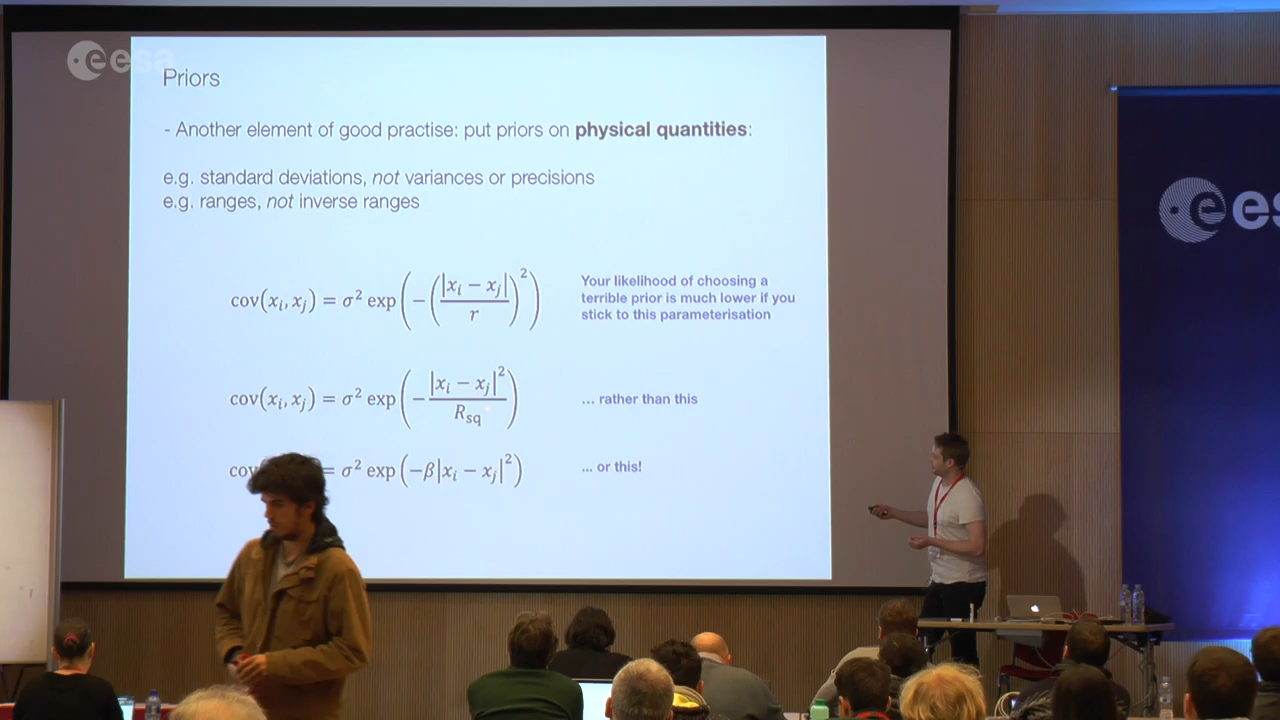 esa
Priors
- Another element of good practise: put priors on physical quantities:
e.g. standard deviations, not variances or precisions
e.g. ranges, not inverse ranges
cov(xᵢ, xⱼ) = σ² exp(−(|xᵢ − xⱼ| / r)²)
Your likelihood of choosing a
terrible prior is much lower if you
stick to this parameterisation
cov(xᵢ, xⱼ) = σ² exp(−|xᵢ − xⱼ|² / R_sq)
... rather than this
cov = σ² exp(−β|xᵢ − xⱼ|²)
... or this!
esa